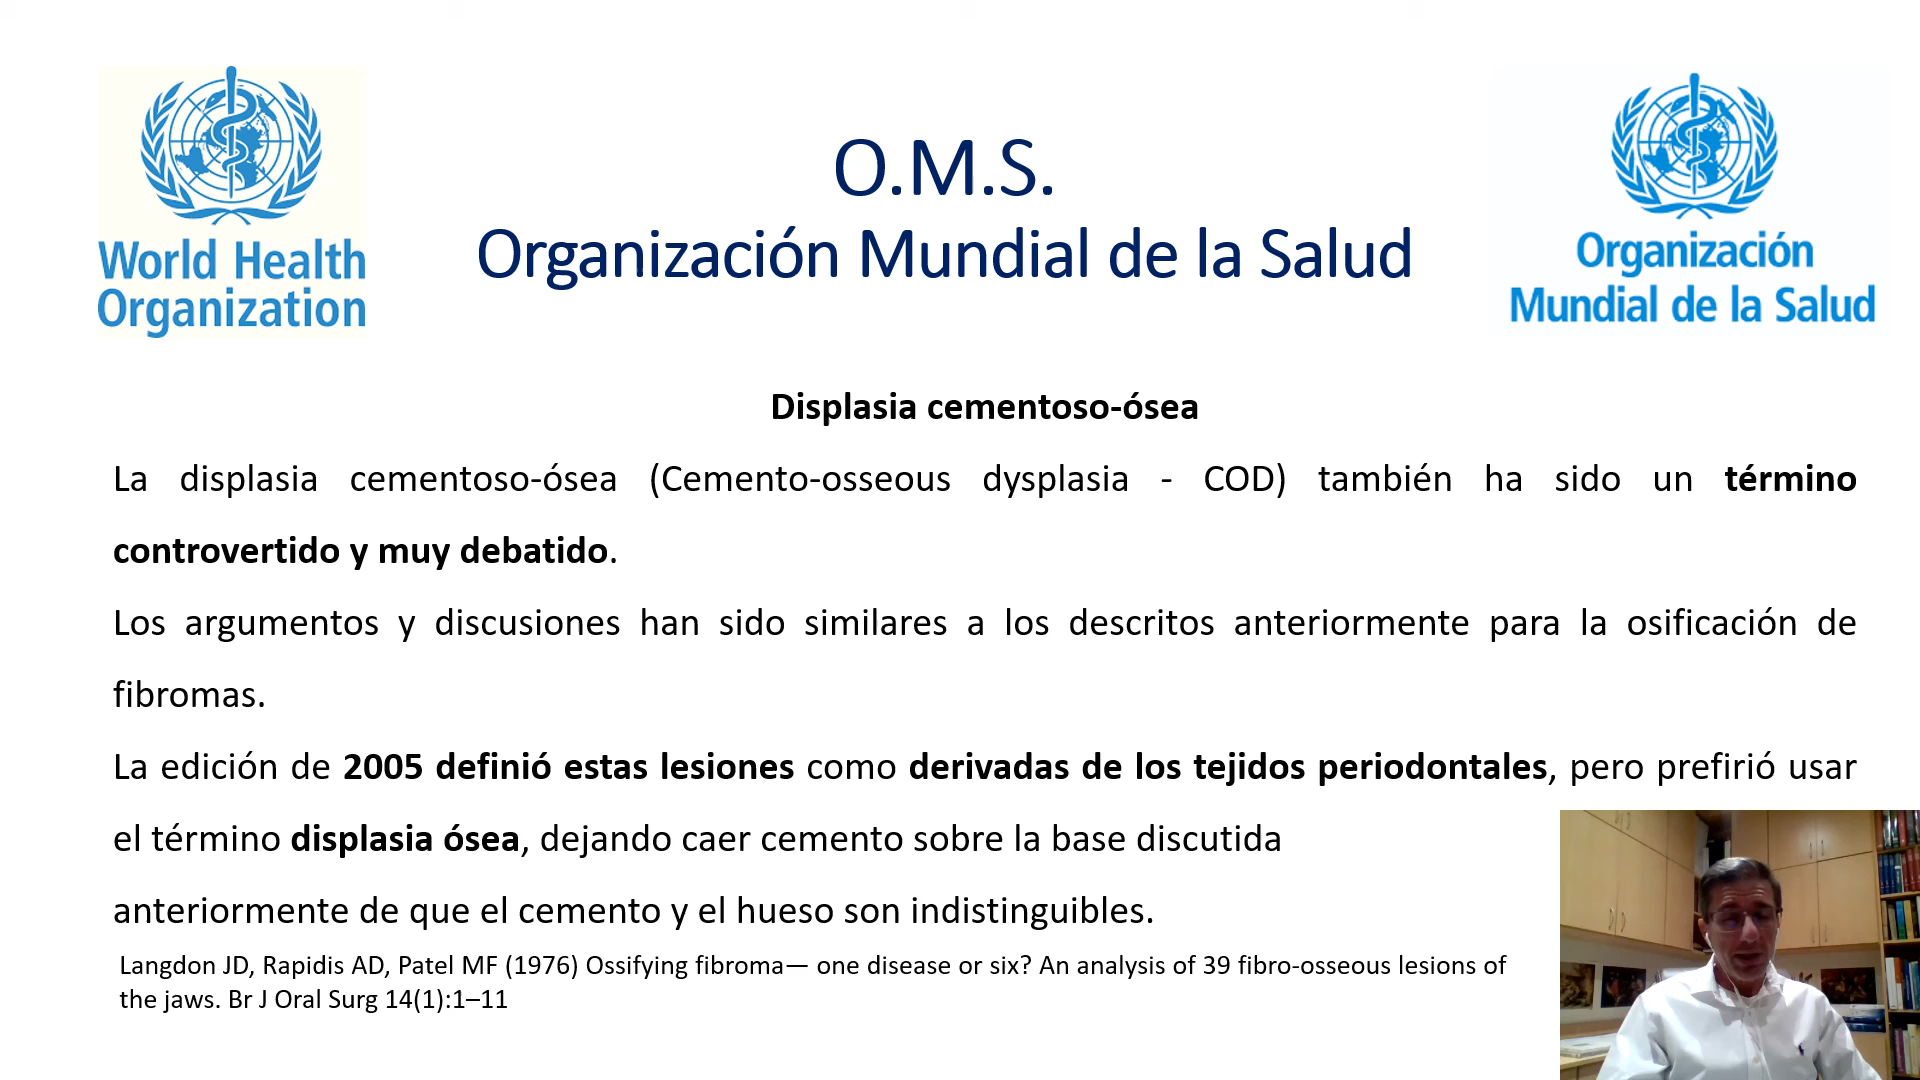 World Health
Organization
O.M.S.
Organización Mundial de la Salud
Organización
Mundial de la Salud
Displasia cementoso-ósea
La displasia cementoso-ósea (Cemento-osseous dysplasia - COD) también ha sido un término
controvertido y muy debatido.
Los argumentos y discusiones han sido similares a los descritos anteriormente para la osificación de
fibromas.
La edición de 2005 definió estas lesiones como derivadas de los tejidos periodontales, pero prefirió usar
el término displasia ósea, dejando caer cemento sobre la base discutida
anteriormente de que el cemento y el hueso son indistinguibles.
Langdon JD, Rapidis AD, Patel MF (1976) Ossifying fibroma— one disease or six? An analysis of 39 fibro-osseous lesions of
the jaws. Br J Oral Surg 14(1):1–11